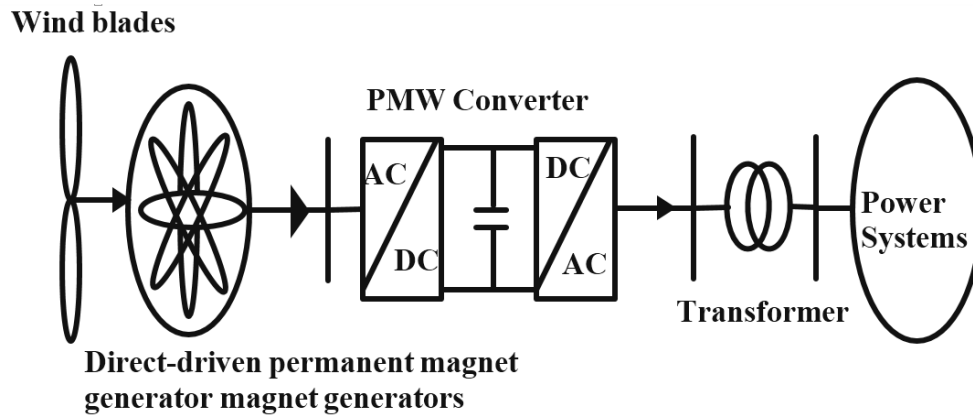 Wind blades
PMW Converter
AC
DC
DC
AC
Power
Systems
Transformer
Direct-driven permanent magnet
generator magnet generators